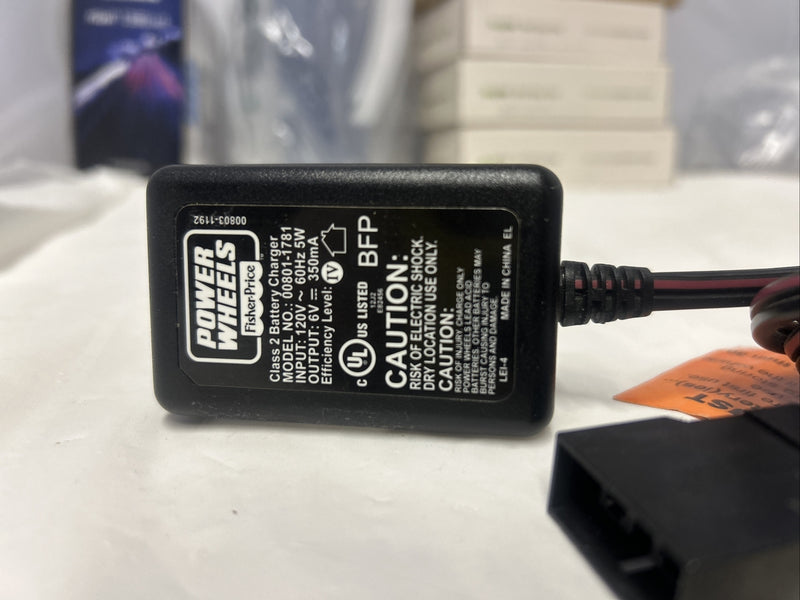 00803-1192
POWER
WHEELS
Fisher-Price
™
Class 2 Battery Charger
MODEL NO.: 00801-1781
INPUT: 120V ~ 60Hz 5W
OUTPUT: 6V ⎓ 350mA
Efficiency Level: IV
c UL US LISTED
12J2
E82456
BFP
CAUTION:
RISK OF ELECTRIC SHOCK.
DRY LOCATION USE ONLY.
CAUTION:
RISK OF INJURY. CHARGE ONLY
POWER WHEELS LEAD ACID
BATTERIES. OTHER BATTERIES MAY
BURST CAUSING INJURY TO
PERSONS AND DAMAGE.
LEI-4 MADE IN CHINA EL